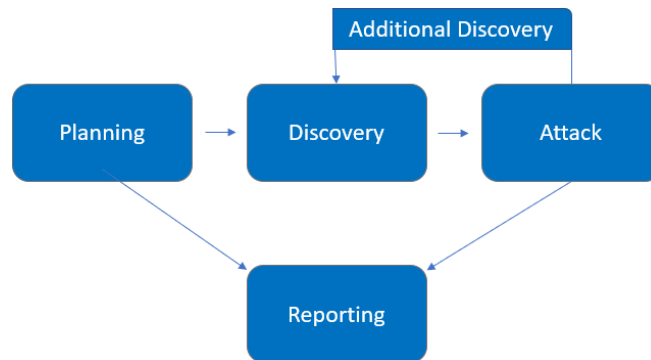 Additional Discovery
Planning
Discovery
Attack
Reporting